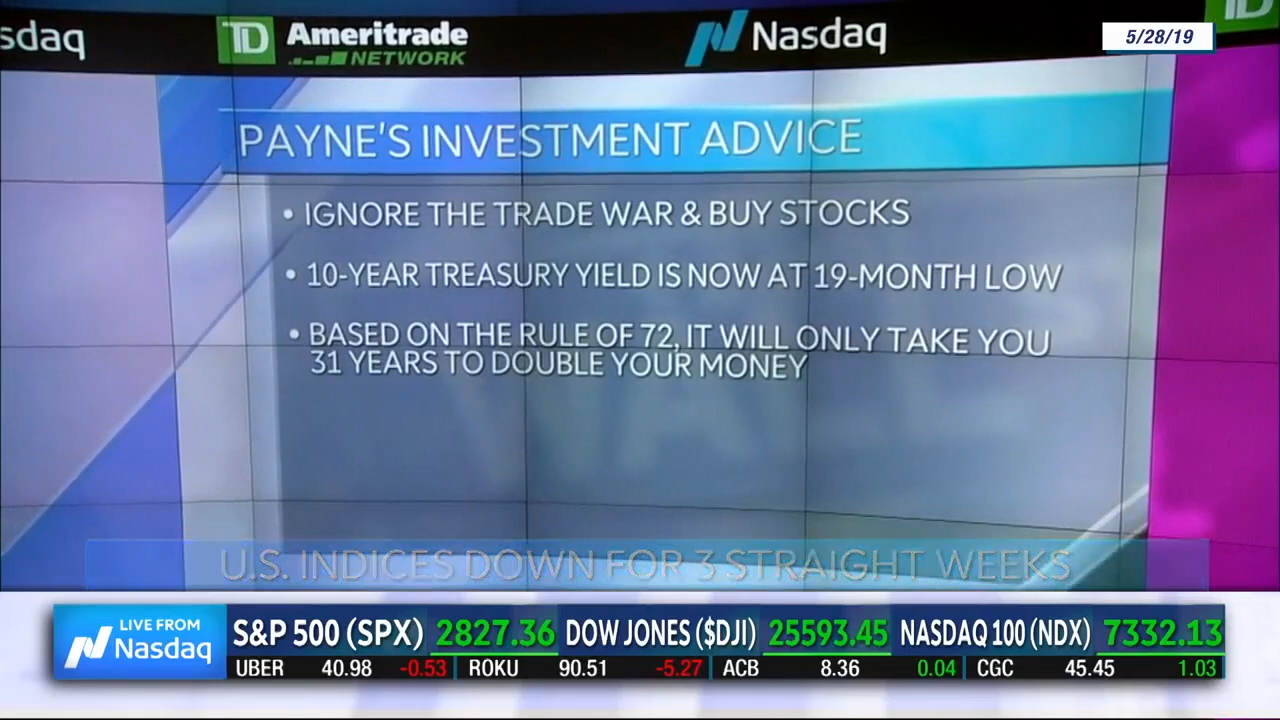 sdaq
TD Ameritrade NETWORK
Nasdaq
TD
5/28/19
PAYNE'S INVESTMENT ADVICE
• IGNORE THE TRADE WAR & BUY STOCKS
• 10-YEAR TREASURY YIELD IS NOW AT 19-MONTH LOW
• BASED ON THE RULE OF 72, IT WILL ONLY TAKE YOU
31 YEARS TO DOUBLE YOUR MONEY
U.S. INDICES DOWN FOR 3 STRAIGHT WEEKS
LIVE FROM
Nasdaq
S&P 500 (SPX) 2827.36 DOW JONES ($DJI) 25593.45 NASDAQ 100 (NDX) 7332.13
UBER 40.98 -0.53 ROKU 90.51 -5.27 ACB 8.36 0.04 CGC 45.45 1.03